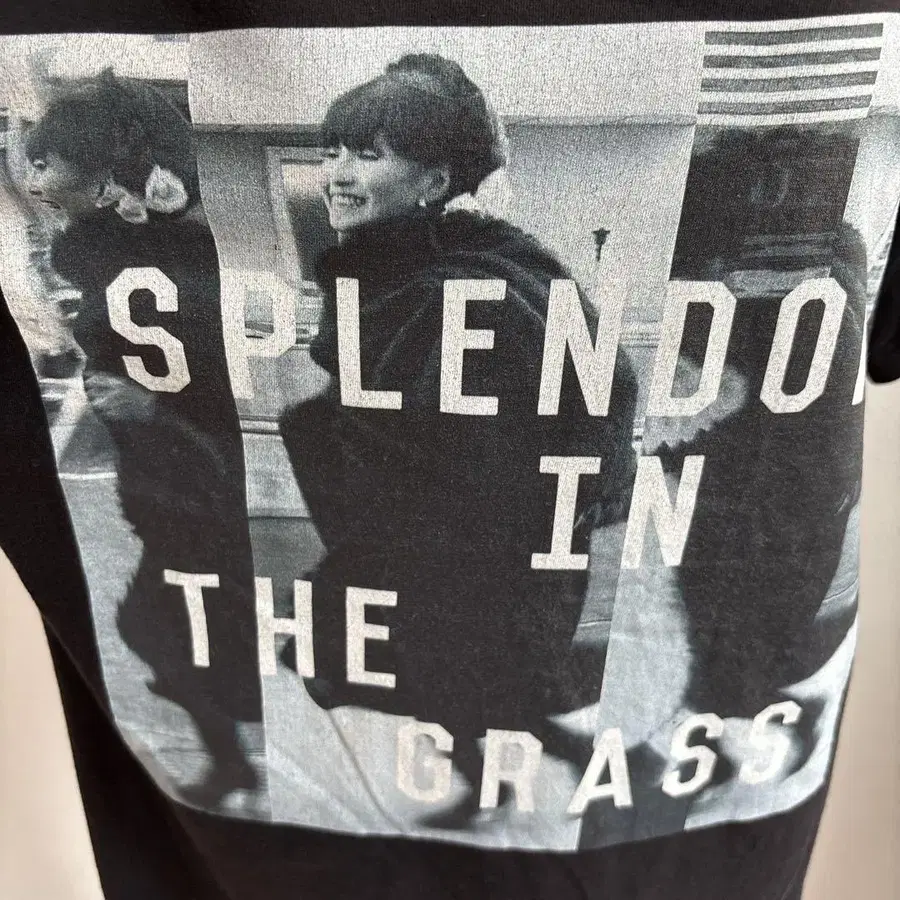 SPLENDO
IN
THE
GRASS